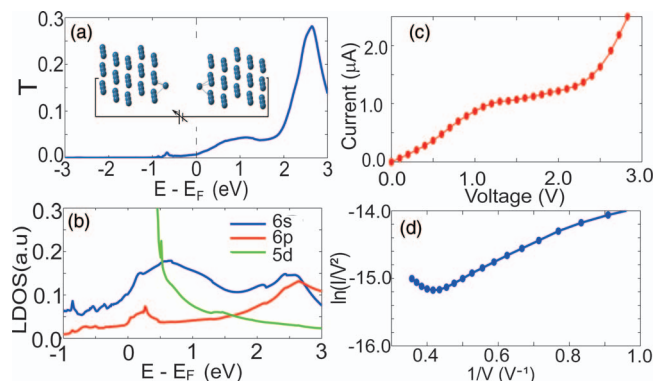 (a)
T
0.3
0.2
0.1
0.0
-3 -2 -1 0 1 2 3
E - E_F (eV)
(b)
LDOS(a.u)
0.3
0.2
0.1
0.0
6s
6p
5d
-1 0 1 2 3
E - E_F (eV)
(c)
Current (μA)
2.0
1.0
0.0
0.0 1.0 2.0 3.0
Voltage (V)
(d)
ln(I/V²)
-14.0
-15.0
-16.0
0.4 0.6 0.8 1.0
1/V (V⁻¹)